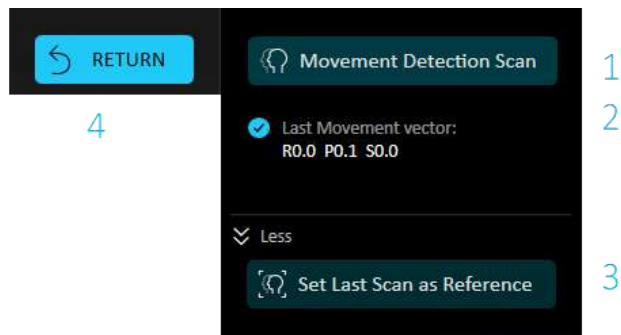 RETURN
Movement Detection Scan
1
4
Last Movement vector:
2
R0.0 P0.1 S0.0
Less
Set Last Scan as Reference
3